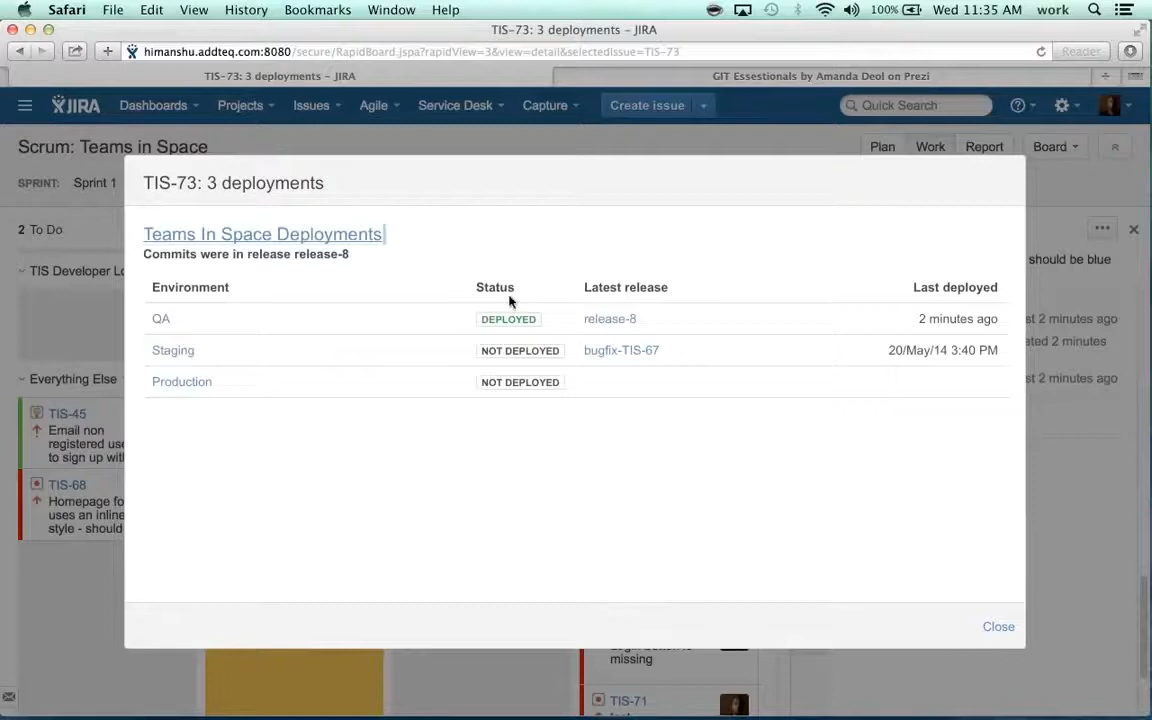 Safari File Edit View History Bookmarks Window Help 100% Wed 11:35 AM work
TIS-73: 3 deployments – JIRA
himanshu.addteq.com:8080/secure/RapidBoard.jspa?rapidView=3&view=detail&selectedIssue=TIS-73 Reader
TIS-73: 3 deployments – JIRA GIT Essestionals by Amanda Deol on Prezi
JIRA Dashboards Projects Issues Agile Service Desk Capture Create issue Quick Search
Scrum: Teams in Space Plan Work Report Board
SPRINT: Sprint 1
TIS-73: 3 deployments
2 To Do
Teams In Space Deployments
Commits were in release release-8
should be blue
TIS Developer Lo
Environment Status Latest release Last deployed
QA DEPLOYED release-8 2 minutes ago
st 2 minutes ago
ated 2 minutes
Staging NOT DEPLOYED bugfix-TIS-67 20/May/14 3:40 PM
Everything Else
st 2 minutes ago
Production NOT DEPLOYED
TIS-45
Email non
registered use
to sign up with
TIS-68
Homepage fo
uses an inline
style - should
Close
missing
TIS-71